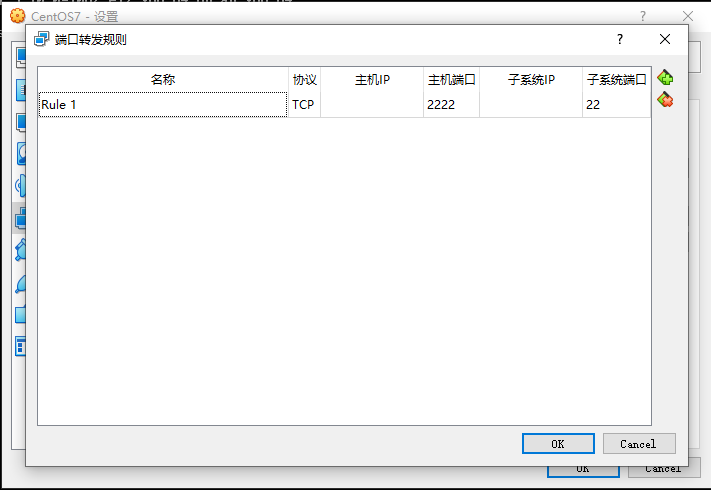 CentOS7 - 设置
端口转发规则
名称 协议 主机IP 主机端口 子系统IP 子系统端口
Rule 1 TCP 2222 22
OK Cancel
OK Cancel